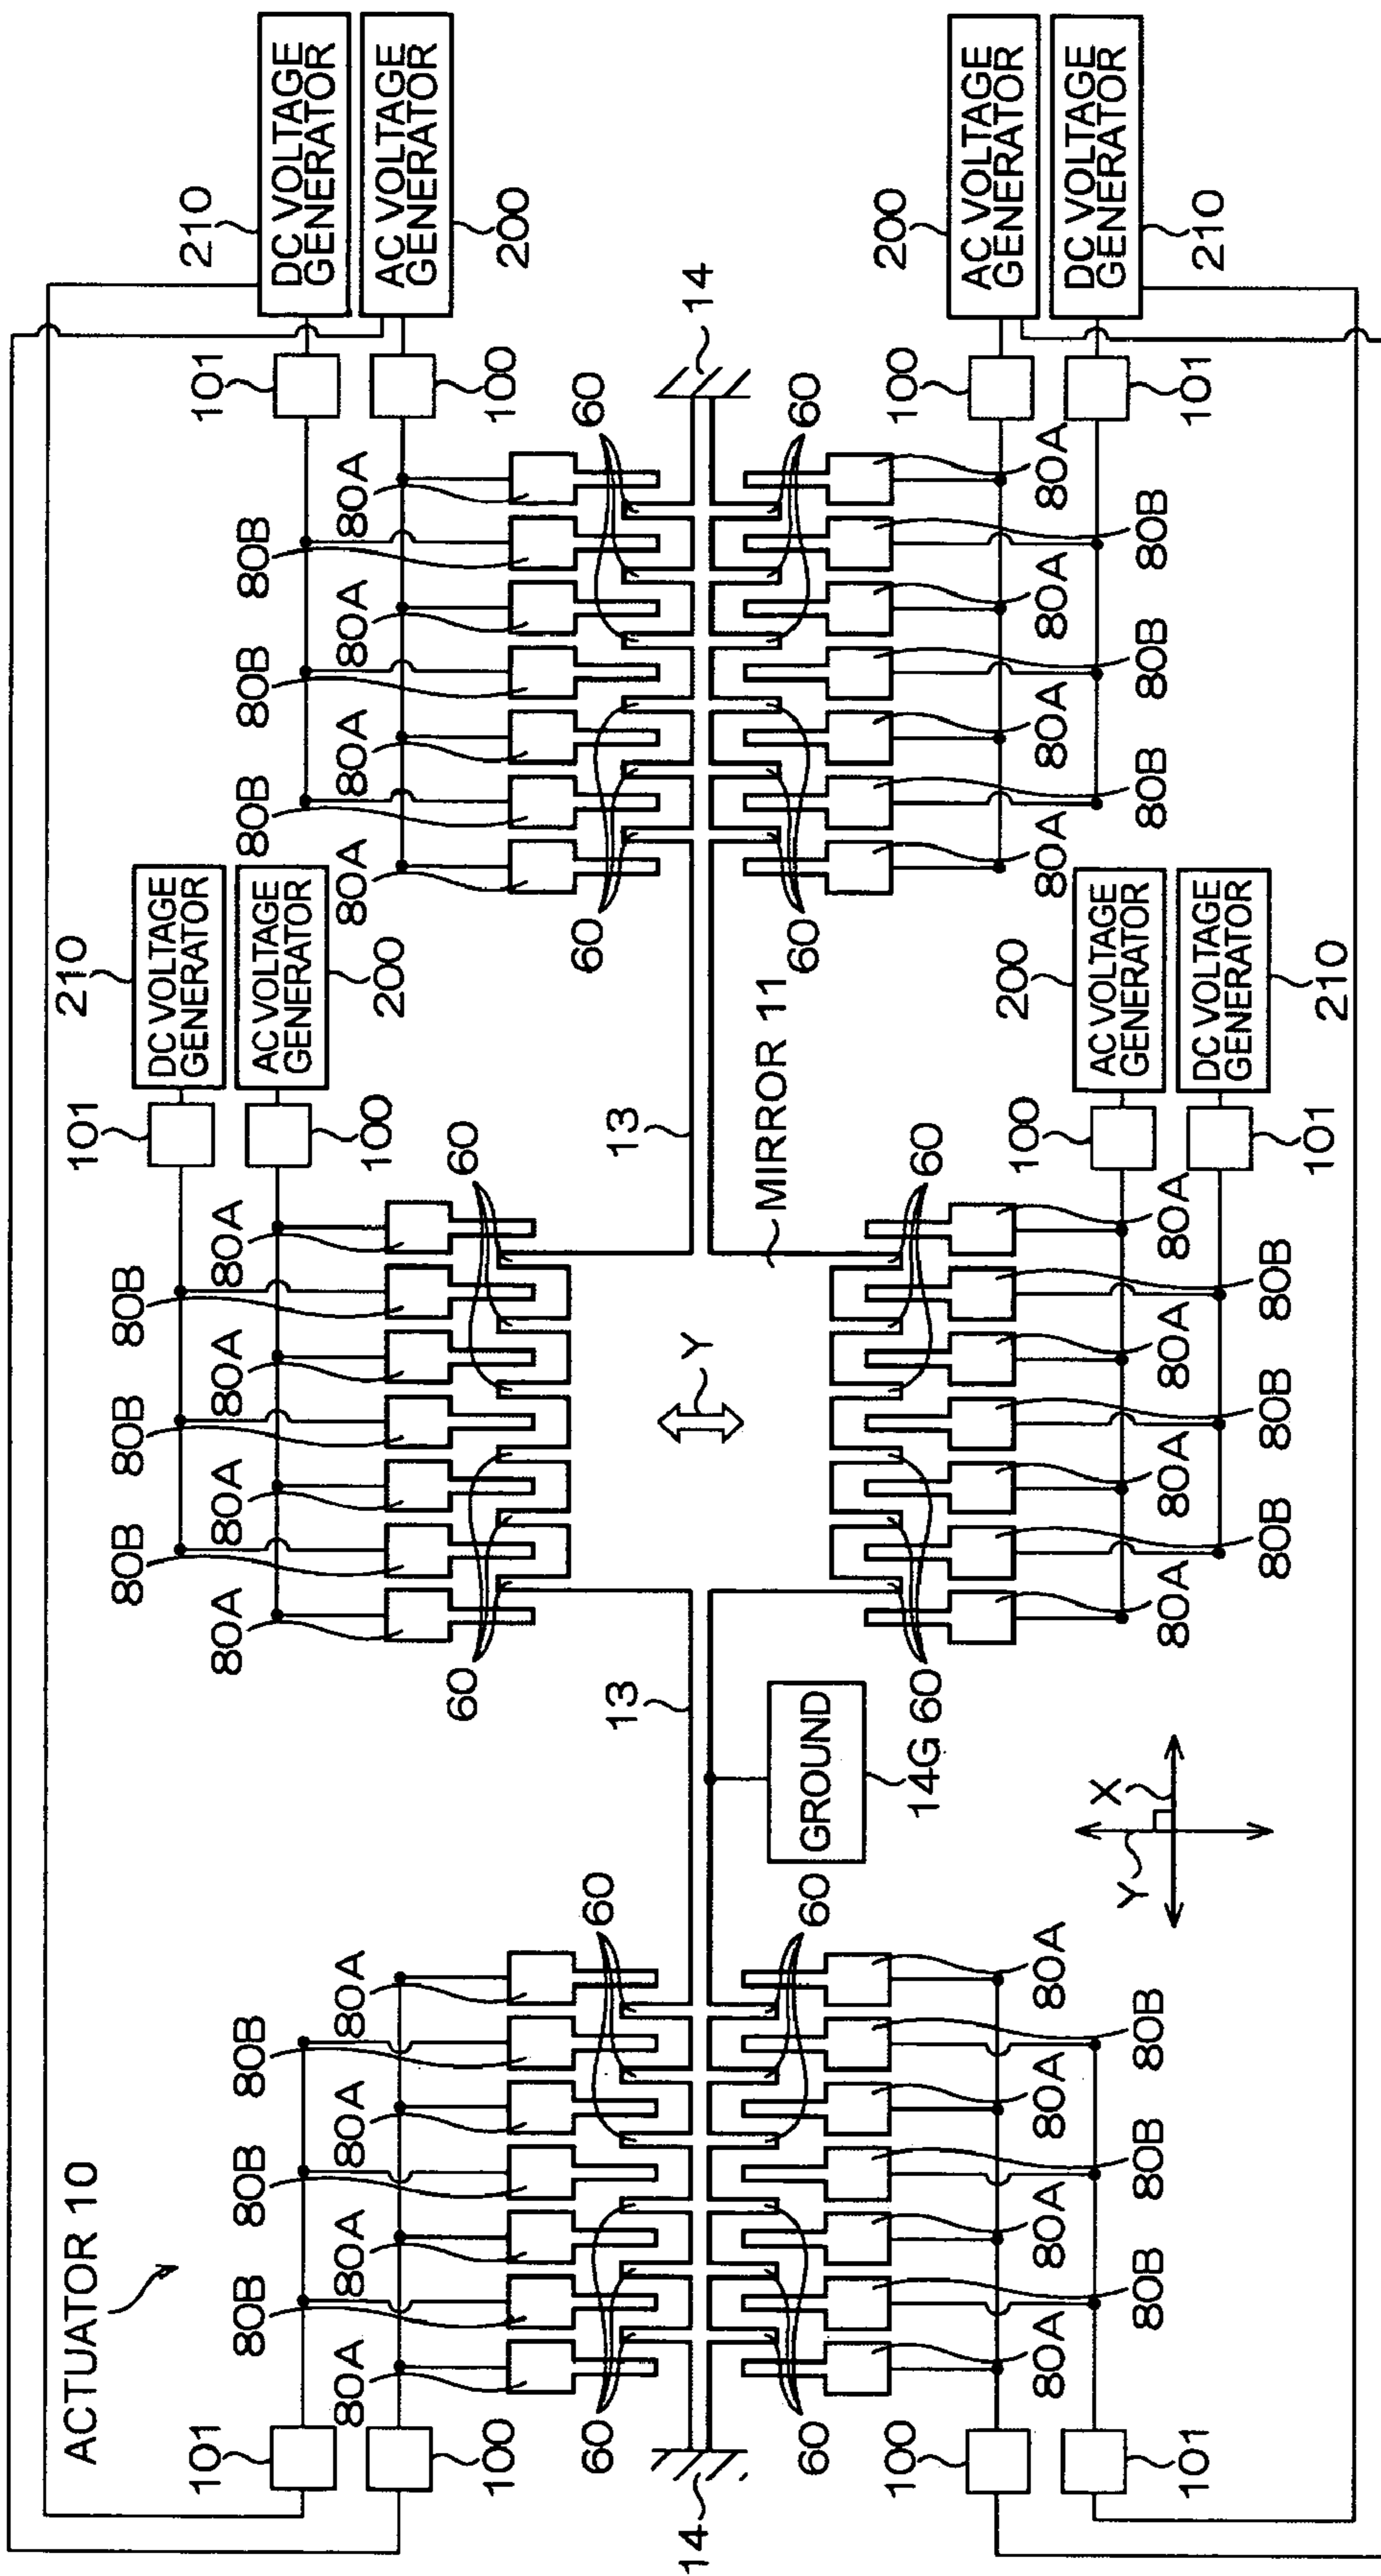 ACTUATOR 10
101
210
80B
80B
80B
DC VOLTAGE
GENERATOR
101
80A
80A
80A
80A
210
101
80B
80B
80B
AC VOLTAGE
GENERATOR
80B
80B
80B
DC VOLTAGE
GENERATOR
80A
80A
80A
80A
100
200
80A
80A
80A
80A
AC VOLTAGE
GENERATOR
100
60
60
100
200
60
60
13
13
60
60
14
Y
14
MIRROR 11
60
60
GROUND
60
60
100
14G
60
60
100
200
AC VOLTAGE
GENERATOR
80A
80A
80A
80A
X
100
200
80A
80A
80A
80A
DC VOLTAGE
GENERATOR
Y
AC VOLTAGE
GENERATOR
101
80B
80B
80B
80A
80A
80A
80A
80B
80B
80B
101
210
DC VOLTAGE
GENERATOR
80B
80B
80B
101
210